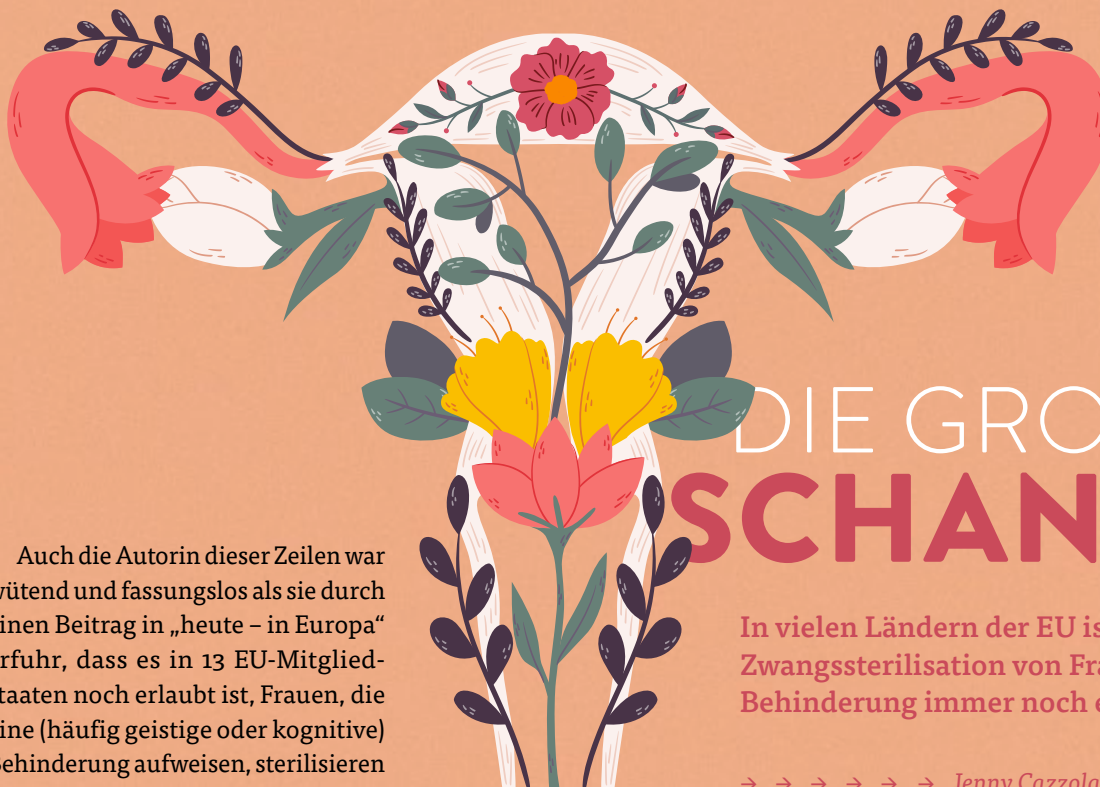 DIE GRO
SCHAN
In vielen Ländern der EU is
Zwangssterilisation von Fra
Behinderung immer noch e
→ → → → → → Jenny Cazzola
Auch die Autorin dieser Zeilen war
wütend und fassungslos als sie durch
inen Beitrag in „heute – in Europa“
rfuhr, dass es in 13 EU-Mitglied-
taaten noch erlaubt ist, Frauen, die
ine (häufig geistige oder kognitive)
Behinderung aufweisen, sterilisieren